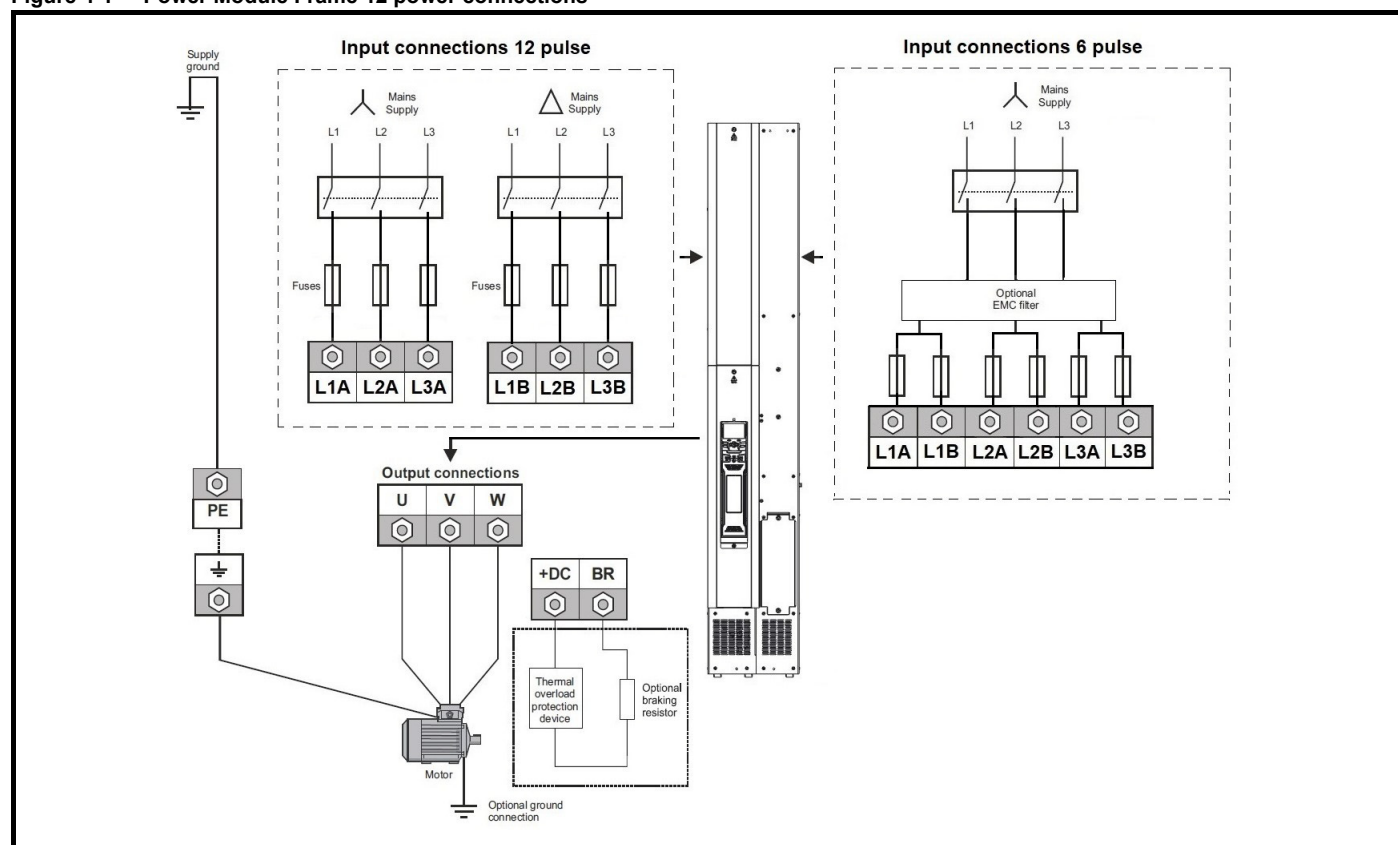 Figure 4-1 Power Module Frame 12 power connections
Supply
ground
Input connections 12 pulse
Mains
Supply
L1 L2 L3
Fuses
L1A L2A L3A
Mains
Supply
L1 L2 L3
Fuses
L1B L2B L3B
Input connections 6 pulse
Mains
Supply
L1 L2 L3
Optional
EMC filter
L1A L1B L2A L2B L3A L3B
Output connections
U V W
PE
+DC BR
Thermal
overload
protection
device
Optional
braking
resistor
Motor
Optional ground
connection